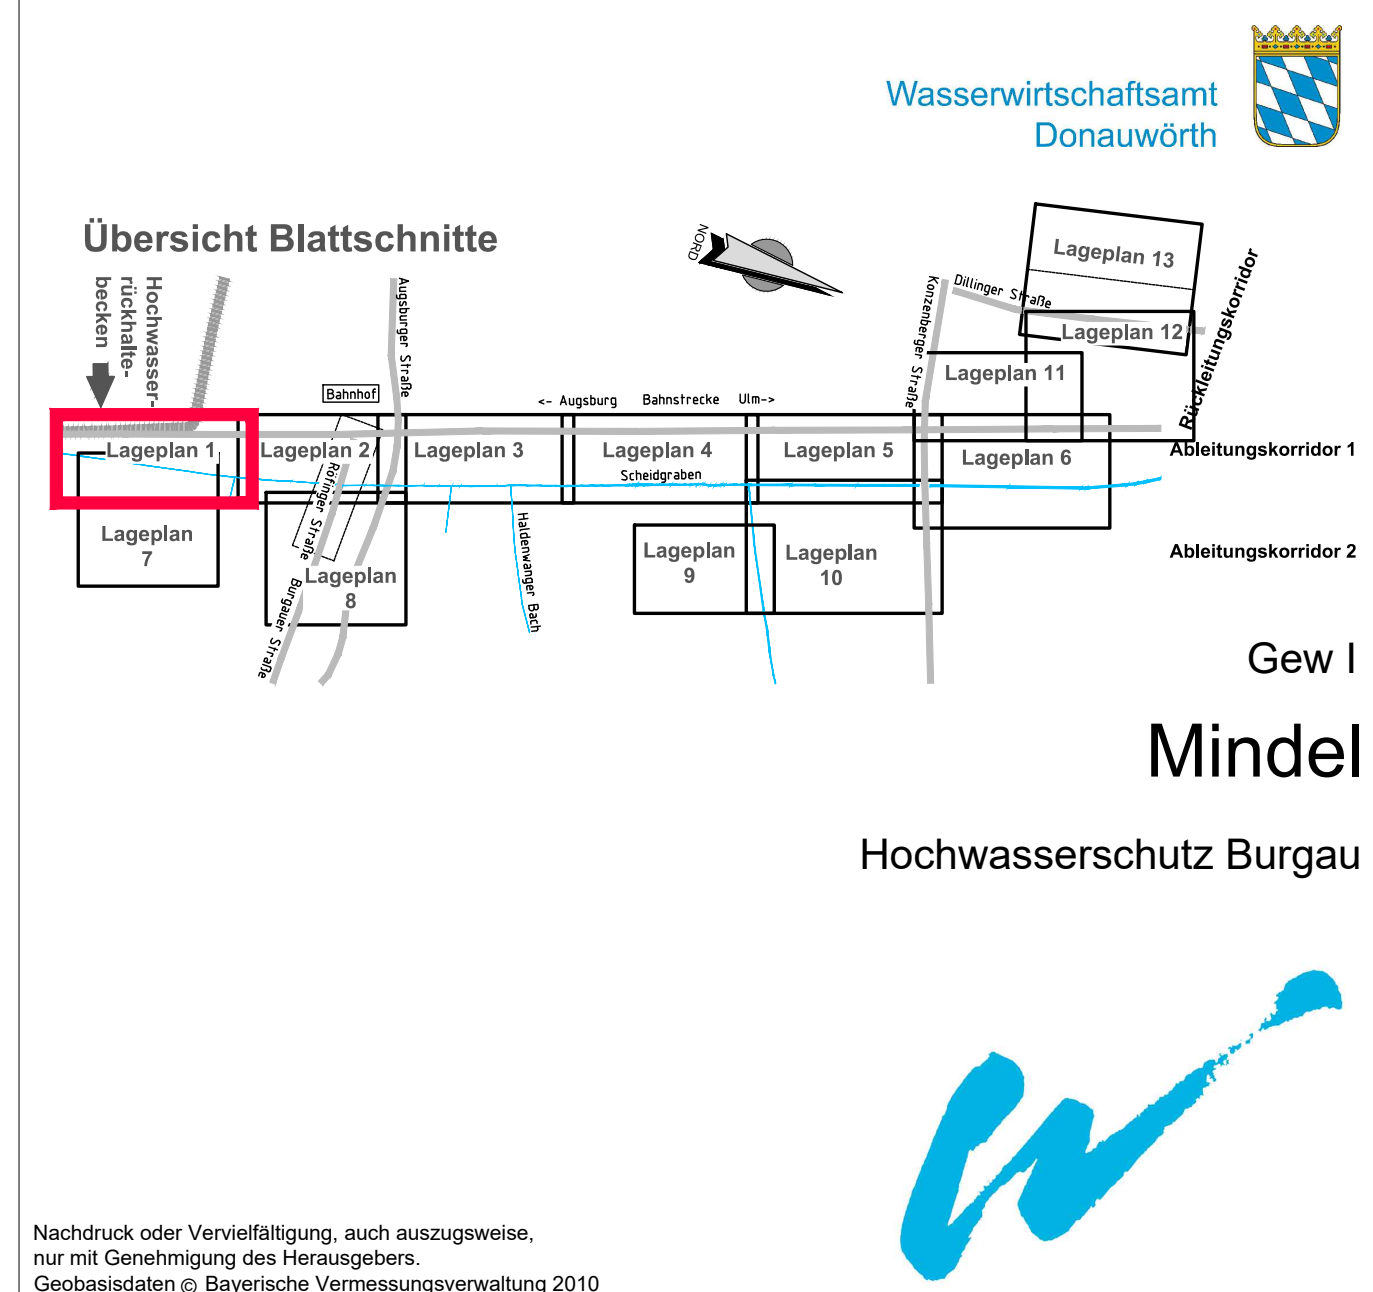 Wasserwirtschaftsamt
Donauwörth
Übersicht Blattschnitte
NORD
Hochwasser-
rückhalte-
becken
Augsburger Straße
Bahnhof
<- Augsburg Bahnstrecke Ulm->
Konzenberger Straße
Dillinger Straße
Lageplan 13
Lageplan 12
Lageplan 11
Rückleitungskorridor
Lageplan 1
Lageplan 2
Lageplan 3
Lageplan 4
Lageplan 5
Lageplan 6
Ableitungskorridor 1
Scheidgraben
Röfinger Straße
Haldenwanger Bach
Lageplan
7
Burgauer Straße
Lageplan
8
Lageplan
9
Lageplan
10
Ableitungskorridor 2
Gew I
Mindel
Hochwasserschutz Burgau
Nachdruck oder Vervielfältigung, auch auszugsweise,
nur mit Genehmigung des Herausgebers.
Geobasisdaten © Bayerische Vermessungsverwaltung 2010